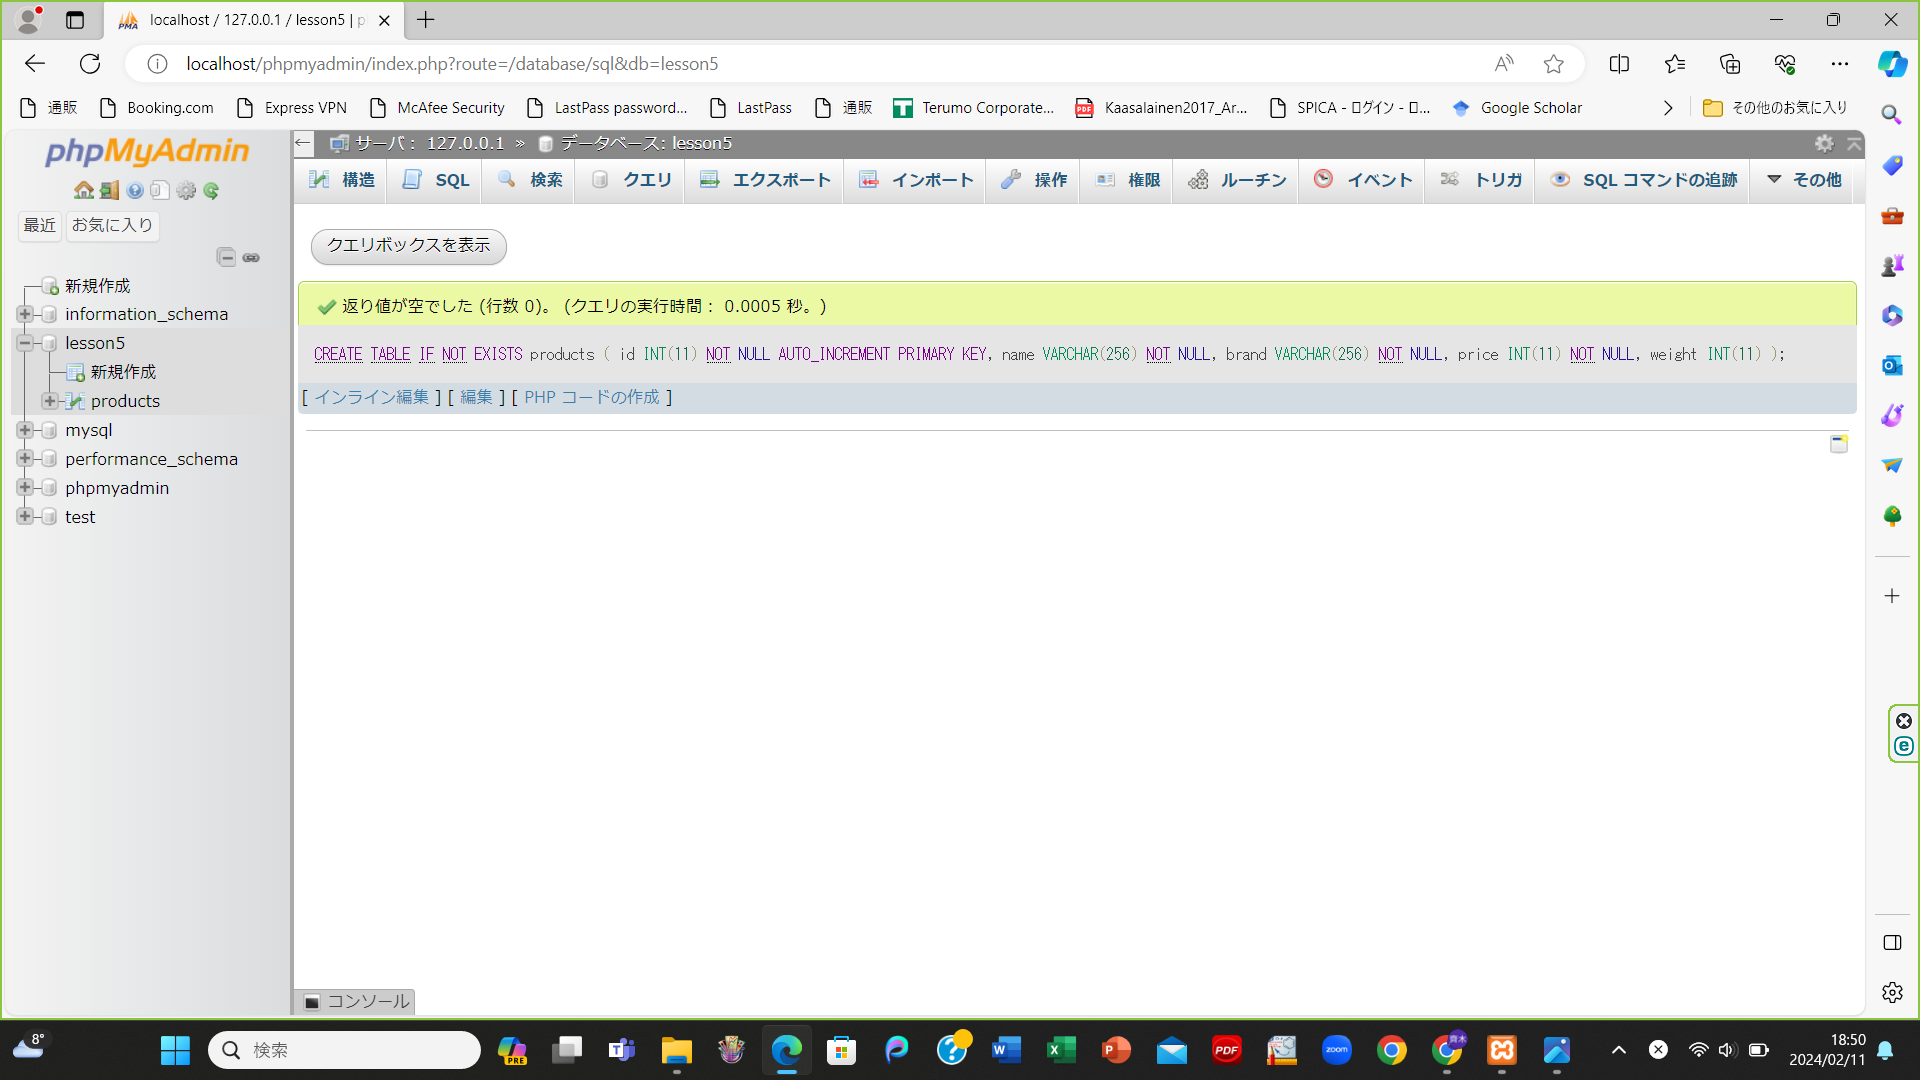 localhost / 127.0.0.1 / lesson5 | p
localhost/phpmyadmin/index.php?route=/database/sql&db=lesson5
通販
Booking.com
Express VPN
McAfee Security
LastPass password...
LastPass
通販
Terumo Corporate...
Kaasalainen2017_Ar...
SPICA - ログイン - ロ...
Google Scholar
その他のお気に入り
phpMyAdmin
サーバ: 127.0.0.1 » データベース: lesson5
構造
SQL
検索
クエリ
エクスポート
インポート
操作
権限
ルーチン
イベント
トリガ
SQL コマンドの追跡
その他
最近
お気に入り
新規作成
information_schema
lesson5
新規作成
products
mysql
performance_schema
phpmyadmin
test
クエリボックスを表示
返り値が空でした (行数 0)。 (クエリの実行時間: 0.0005 秒。)
CREATE TABLE IF NOT EXISTS products ( id INT(11) NOT NULL AUTO_INCREMENT PRIMARY KEY, name VARCHAR(256) NOT NULL, brand VARCHAR(256) NOT NULL, price INT(11) NOT NULL, weight INT(11) );
[ インライン編集 ] [ 編集 ] [ PHP コードの作成 ]
コンソール
8°
検索
PRE
PDF
zoom
齊木
18:50
2024/02/11